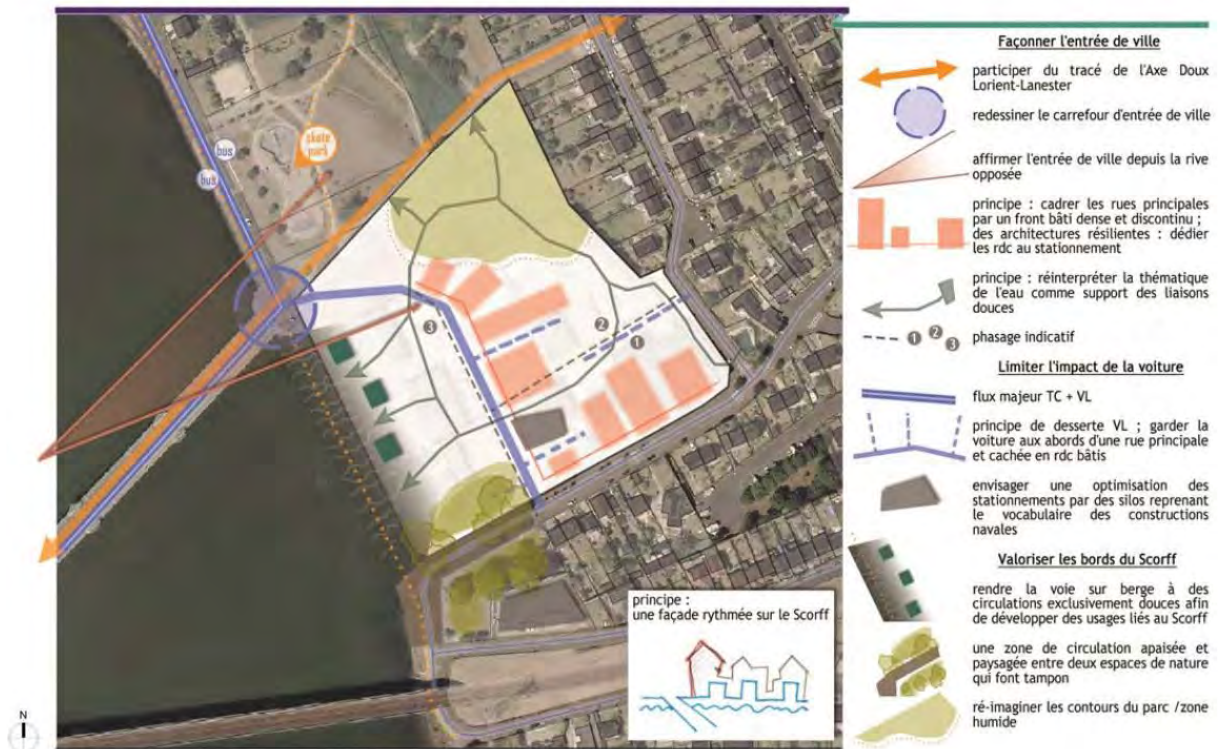 bus
bus
skate
park
3
2
1
principe :
une façade rythmée sur le Scorff
N
Façonner l'entrée de ville
participer du tracé de l'Axe Doux
Lorient-Lanester
redessiner le carrefour d'entrée de ville
affirmer l'entrée de ville depuis la rive
opposée
principe : cadrer les rues principales
par un front bâti dense et discontinu ;
des architectures résilientes : dédier
les rdc au stationnement
principe : réinterpréter la thématique
de l'eau comme support des liaisons
douces
1 2 3 phasage indicatif
Limiter l'impact de la voiture
flux majeur TC + VL
principe de desserte VL ; garder la
voiture aux abords d'une rue principale
et cachée en rdc bâtis
envisager une optimisation des
stationnements par des silos reprenant
le vocabulaire des constructions
navales
Valoriser les bords du Scorff
rendre la voie sur berge à des
circulations exclusivement douces afin
de développer des usages liés au Scorff
une zone de circulation apaisée et
paysagée entre deux espaces de nature
qui font tampon
ré-imaginer les contours du parc /zone
humide